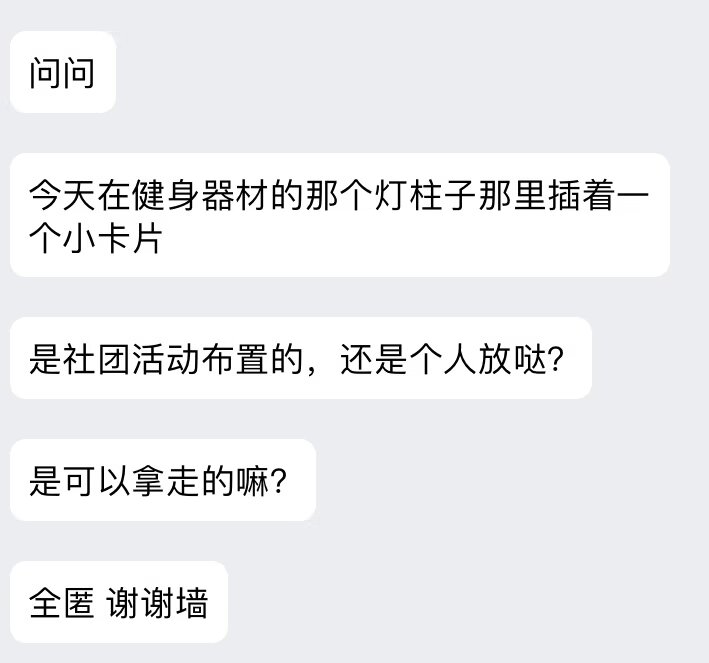 问问
今天在健身器材的那个灯柱子那里插着一
个小卡片
是社团活动布置的，还是个人放哒？
是可以拿走的嘛？
全匿 谢谢墙